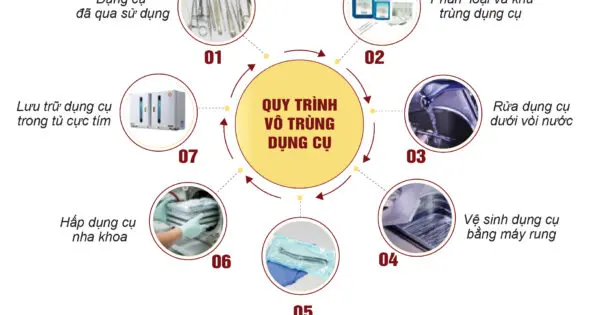 Dụng cụ
đã qua sử dụng
01
Phân loại và khử
trùng dụng cụ
02
Rửa dụng cụ
dưới vòi nước
03
Vệ sinh dụng cụ
bằng máy rung
04
05
Hấp dụng cụ
nha khoa
06
Lưu trữ dụng cụ
trong tủ cực tím
07
QUY TRÌNH
VÔ TRÙNG
DỤNG CỤ